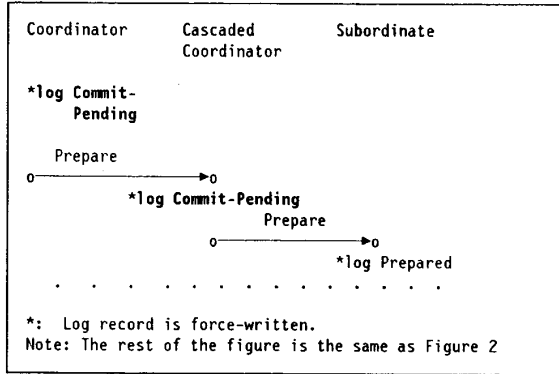 Coordinator Cascaded Subordinate
Coordinator
*log Commit-
Pending
Prepare
o o
*log Commit-Pending
Prepare
o o
*log Prepared
. . . . . . . . . . . . . . .
*: Log record is force-written.
Note: The rest of the figure is the same as Figure 2